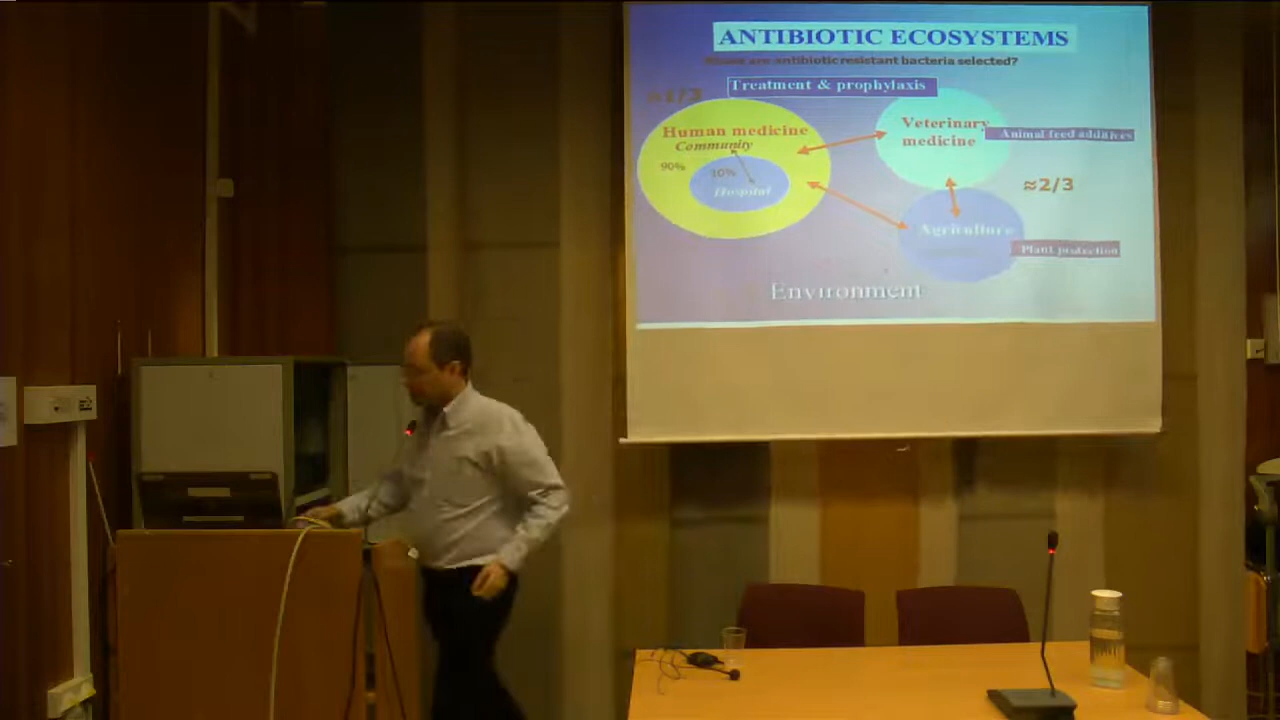 ANTIBIOTIC ECOSYSTEMS
Where are antibiotic resistant bacteria selected?
Treatment & prophylaxis
≈1/3
Human medicine
Community
90%
10%
Hospital
Veterinary
medicine
Animal feed additives
≈2/3
Agriculture
Plant protection
Environment